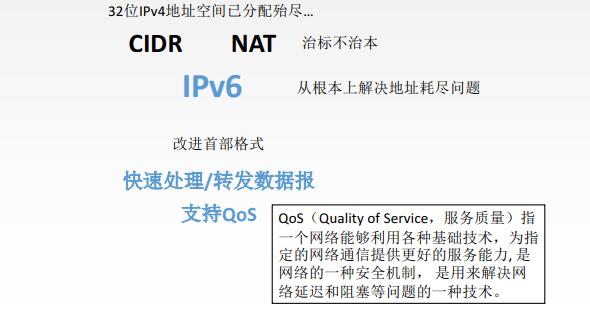 32位IPv4地址空间已分配殆尽…
CIDR NAT 治标不治本
IPv6 从根本上解决地址耗尽问题
改进首部格式
快速处理/转发数据报
支持QoS
QoS（Quality of Service，服务质量）指
一个网络能够利用各种基础技术，为指
定的网络通信提供更好的服务能力, 是
网络的一种安全机制， 是用来解决网
络延迟和阻塞等问题的一种技术。